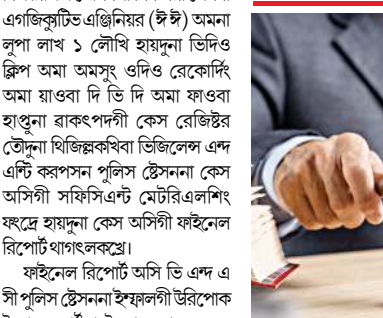 এগজিক্যুটিভ এঞ্জিনিয়র (ঈ ঈ) অমনা
লুপা লাখ ১ লৌখি হায়দুনা ভিদিও
ক্লিপ অমা অমসুং ওদিও রেকোর্দিং
অমা য়াওবা দি ভি দি অমা ফাওবা
হাপ্তুনা ৱাকৎপদগী কেস রেজিষ্টর
তৌদুনা থিজিল্লকখিবা ভিজিলেন্স এন্দ
এন্টি করপসন পুলিস ষ্টেসননা কেস
অসিগী সফিসিএন্ট মেটরিএলশিং
ফংদ্রে হায়দুনা কেস অসিগী ফাইনেল
রিপোর্ট থাগৎলকখ্রে।
ফাইনেল রিপোর্ট অসি ভি এন্দ এ
সী পুলিস ষ্টেসননা ইম্ফালগী উরিপোক